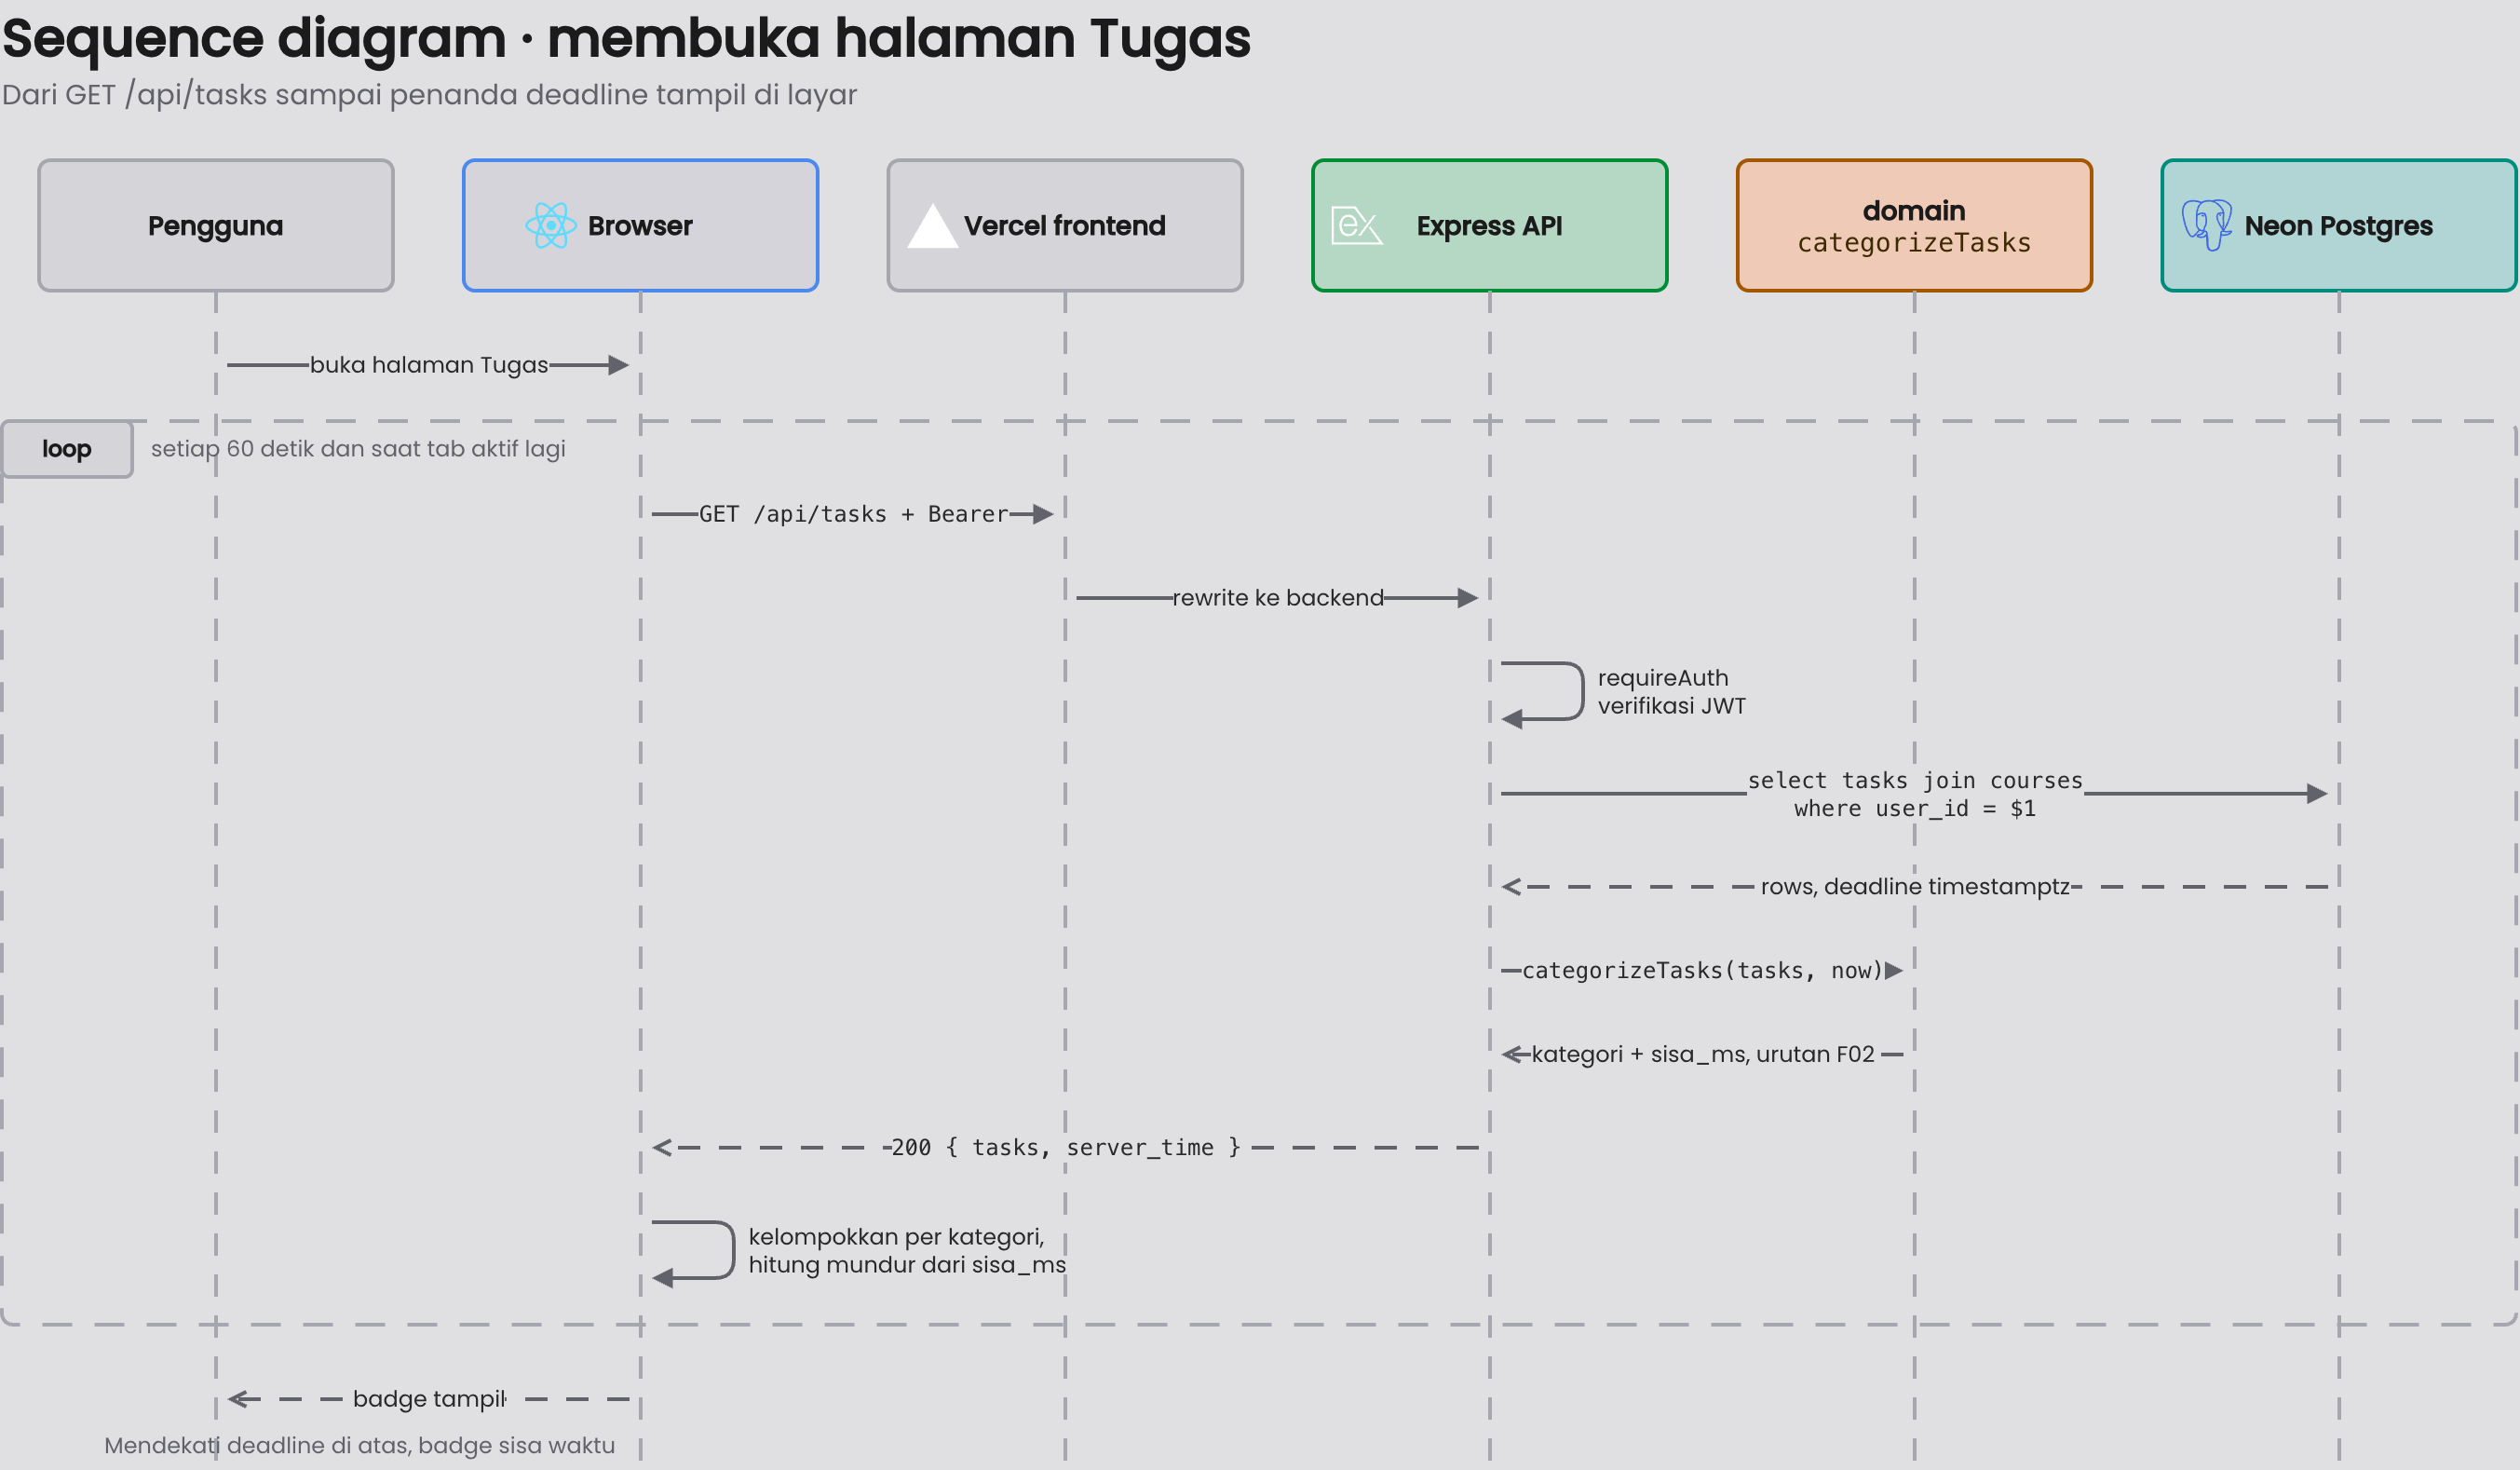 Sequence diagram · membuka halaman Tugas
Dari GET /api/tasks sampai penanda deadline tampil di layar
Pengguna
Browser
Vercel frontend
ex
Express API
domain
categorizeTasks
Neon Postgres
buka halaman Tugas
loop
setiap 60 detik dan saat tab aktif lagi
GET /api/tasks + Bearer
rewrite ke backend
requireAuth
verifikasi JWT
select tasks join courses
where user_id = $1
rows, deadline timestamptz
categorizeTasks(tasks, now)
kategori + sisa_ms, urutan F02
200 { tasks, server_time }
kelompokkan per kategori,
hitung mundur dari sisa_ms
badge tampil
Mendekati deadline di atas, badge sisa waktu